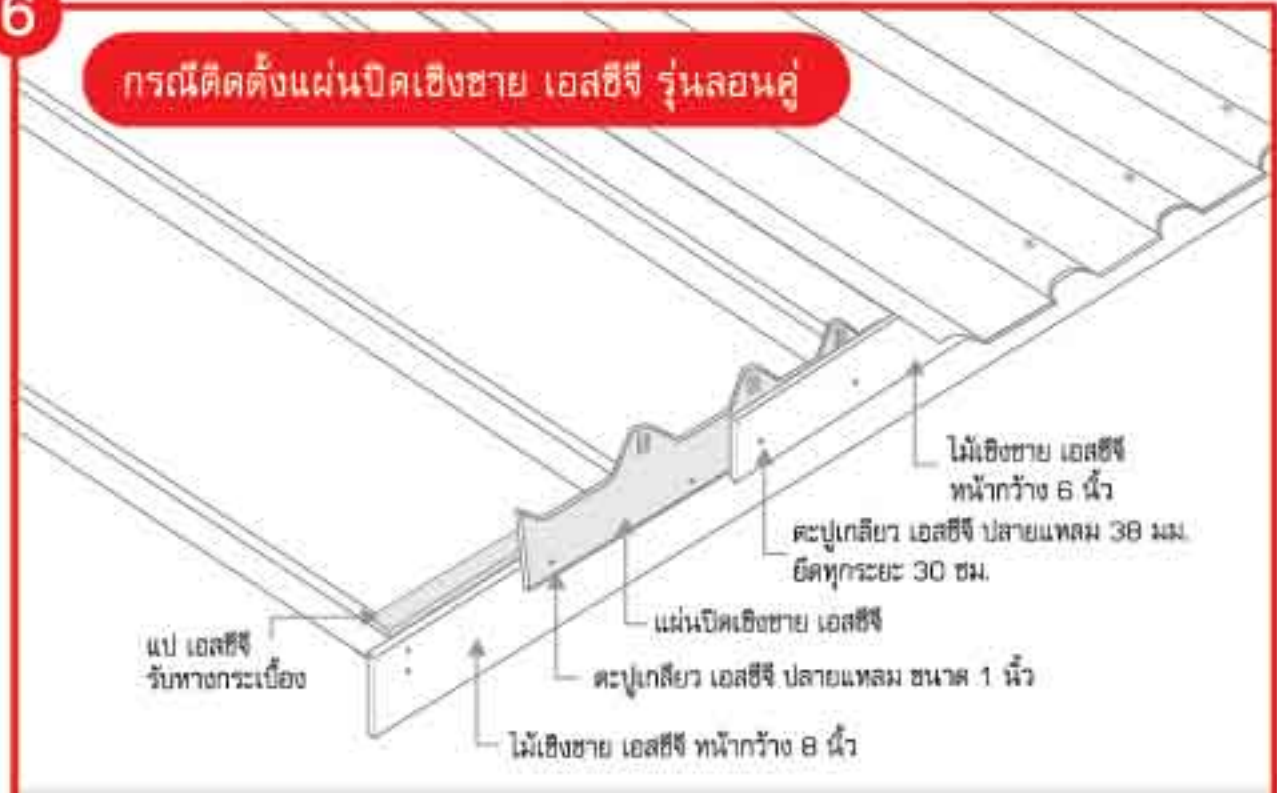 6
กรณีติดตั้งแผ่นปิดเชิงชาย เอสซีจี รุ่นลอนคู่
ไม้เชิงชาย เอสซีจี
หน้ากว้าง 6 นิ้ว
ตะปูเกลียว เอสซีจี ปลายแหลม 38 มม.
ยึดทุกระยะ 30 ซม.
แผ่นปิดเชิงชาย เอสซีจี
แป เอสซีจี
รับหางกระเบื้อง
ตะปูเกลียว เอสซีจี ปลายแหลม ขนาด 1 นิ้ว
ไม้เชิงชาย เอสซีจี หน้ากว้าง 8 นิ้ว